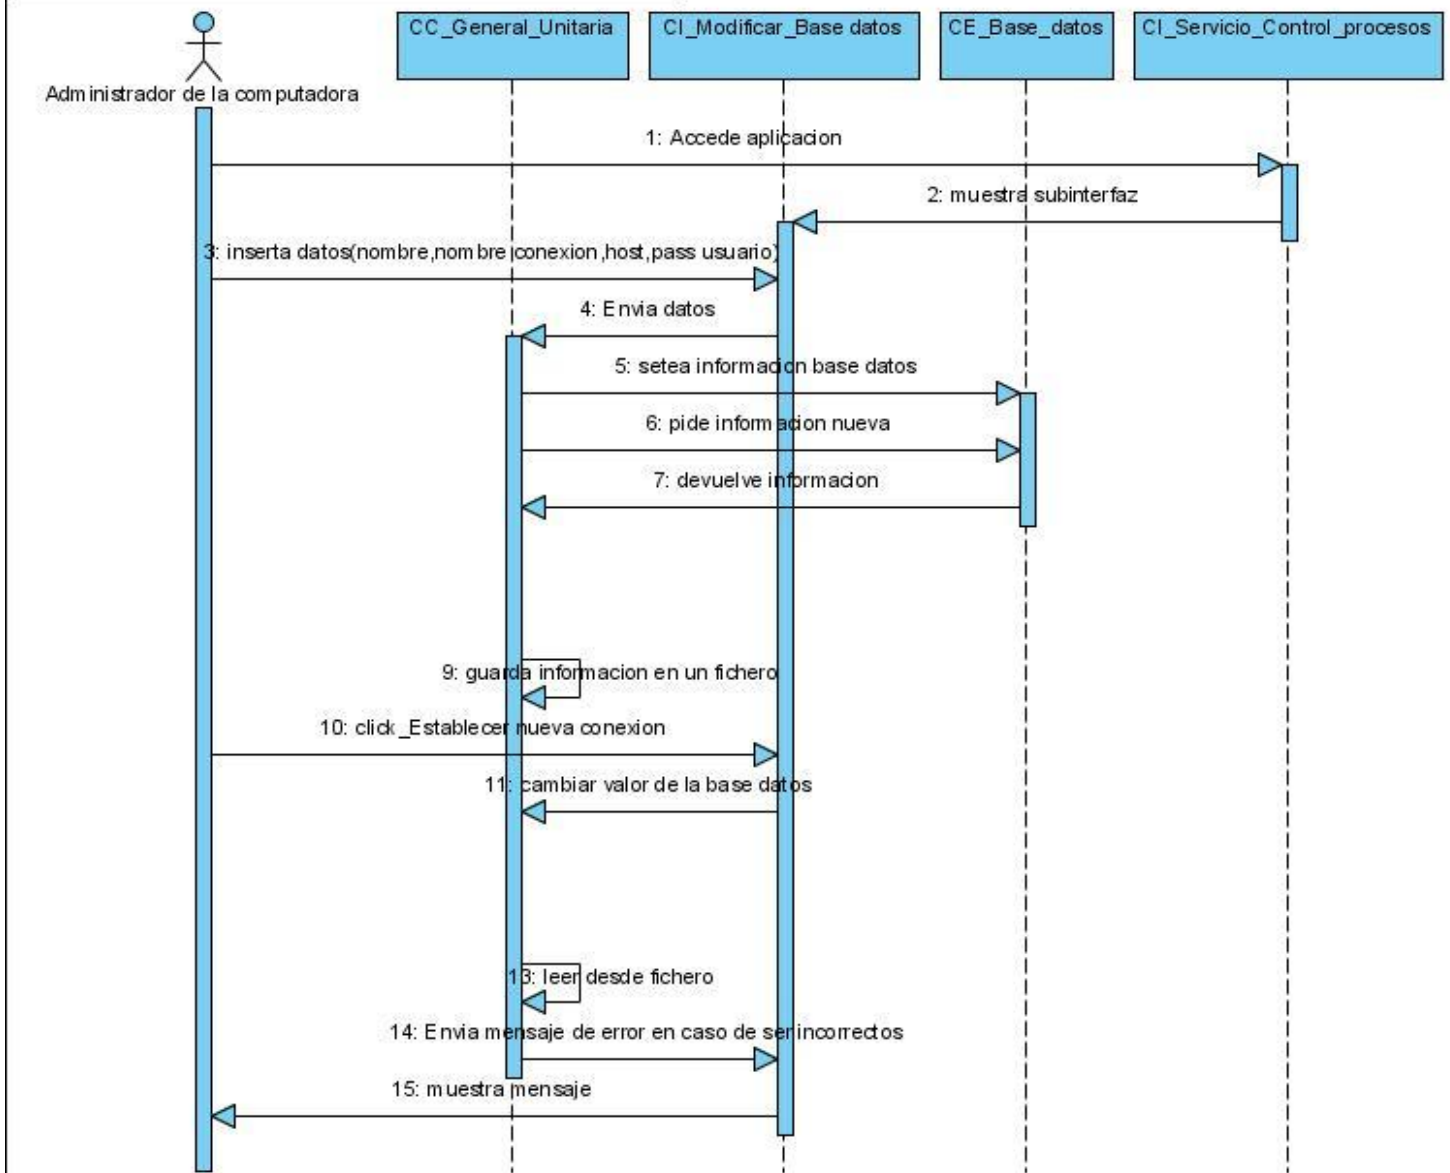 CC_General_Unitaria
CI_Modificar_Base datos
CE_Base_datos
CI_Servicio_Control_procesos
Administrador de la computadora
1: Accede aplicacion
2: muestra subinterfaz
3: inserta datos(nombre,nombre conexion,host,pass usuario)
4: Envia datos
5: setea informacion base datos
6: pide informacion nueva
7: devuelve informacion
9: guarda informacion en un fichero
10: click_Establecer nueva conexion
11: cambiar valor de la base datos
13: leer desde fichero
14: Envia mensaje de error en caso de ser incorrectos
15: muestra mensaje